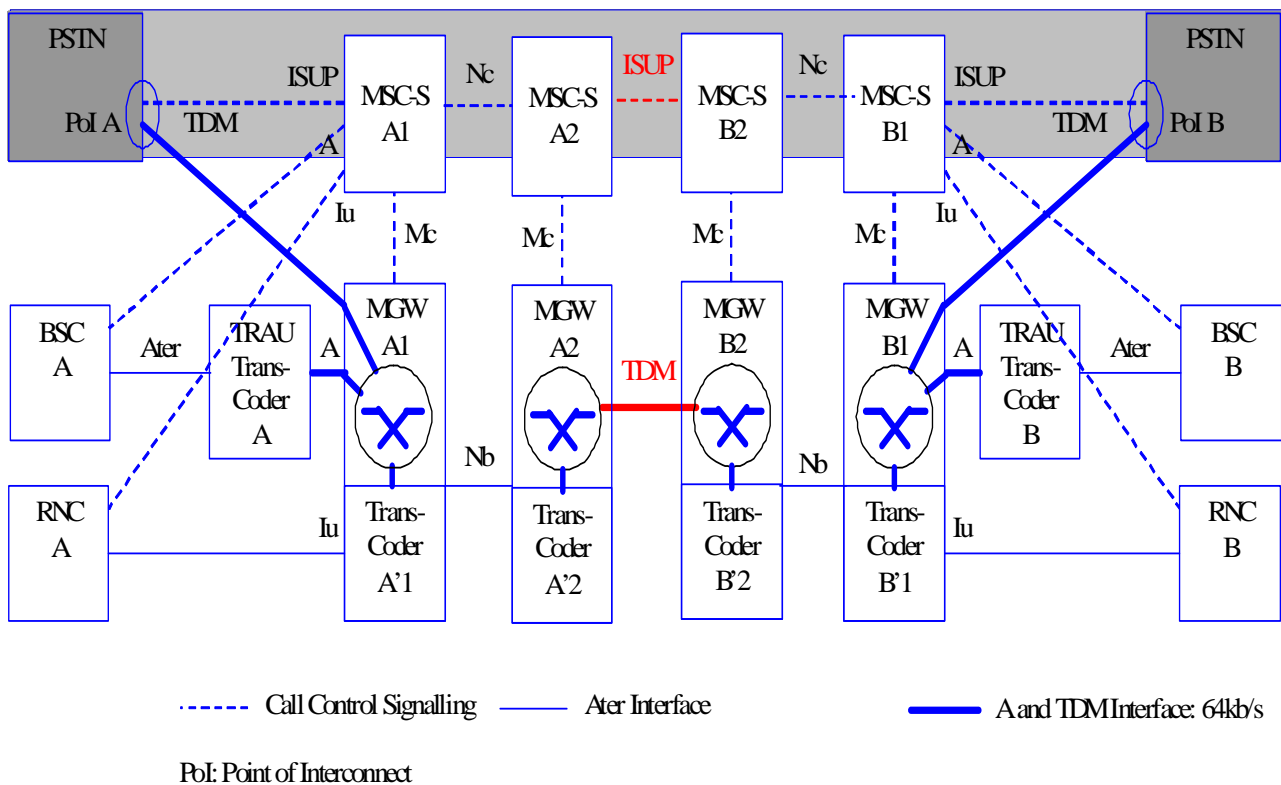 PSTN
PSTN
ISUP
Nc
ISUP
Nc
ISUP
MSC-S
A1
MSC-S
A2
MSC-S
B2
MSC-S
B1
PoI A
TDM
TDM
PoI B
A
A
Iu
Iu
Mc
Mc
Mc
Mc
BSC
A
Ater
TRAU
Trans-
Coder
A
A
MGW
A1
MGW
A2
TDM
MGW
B2
MGW
B1
A
TRAU
Trans-
Coder
B
Ater
BSC
B
Nb
Nb
RNC
A
Iu
Trans-
Coder
A'1
Trans-
Coder
A'2
Trans-
Coder
B'2
Trans-
Coder
B'1
Iu
RNC
B
Call Control Signalling
Ater Interface
A and TDM Interface: 64kb/s
PoI: Point of Interconnect